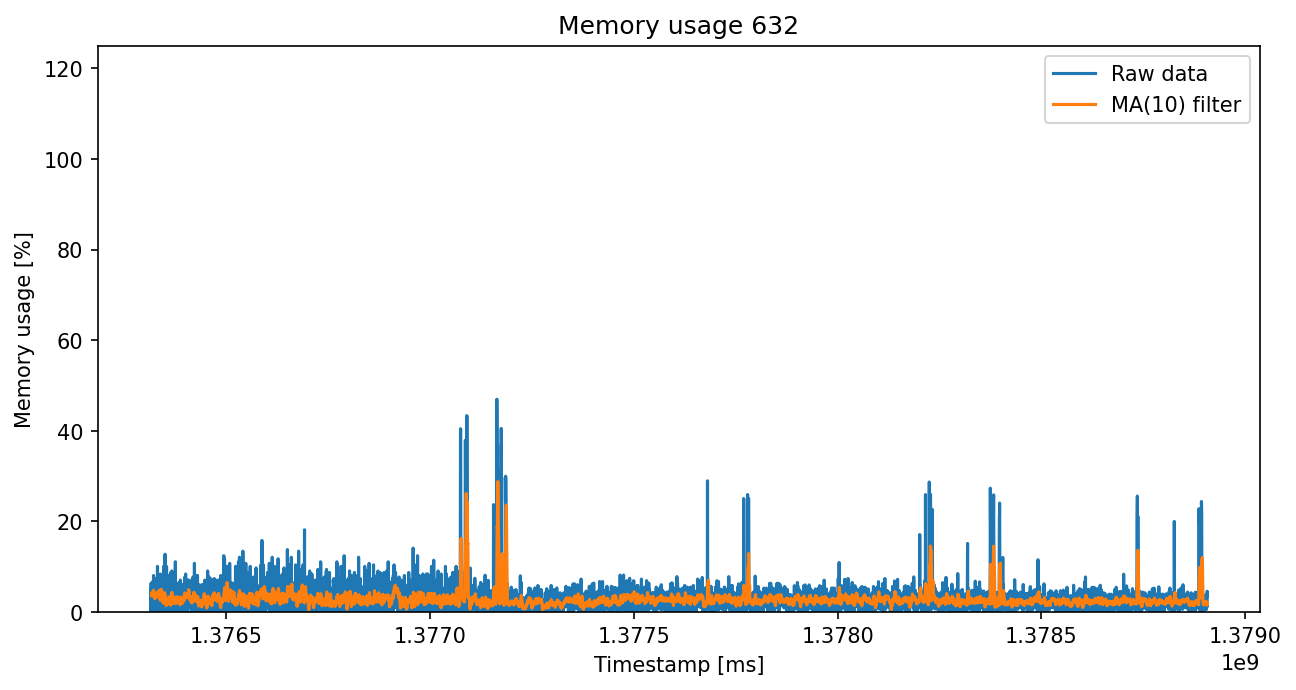 Memory usage 632
Raw data
MA(10) filter
Memory usage [%]
120
100
80
60
40
20
0
1.3765 1.3770 1.3775 1.3780 1.3785 1.3790
1e9
Timestamp [ms]